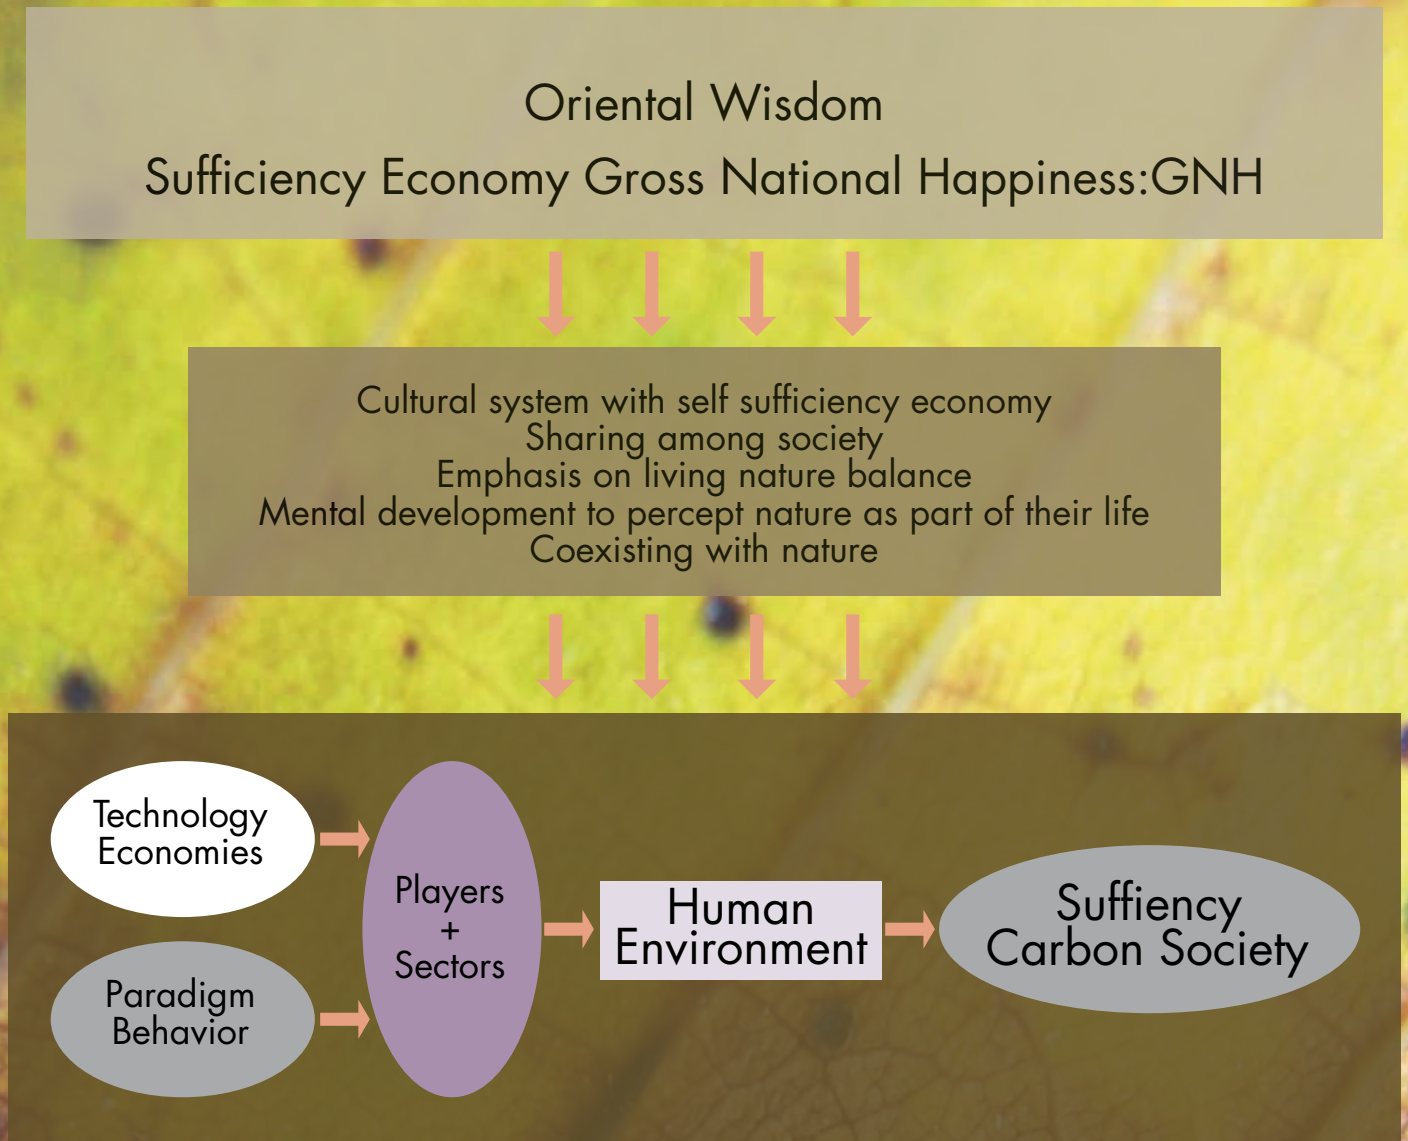 Oriental Wisdom
Sufficiency Economy Gross National Happiness:GNH
Cultural system with self sufficiency economy
Sharing among society
Emphasis on living nature balance
Mental development to percept nature as part of their life
Coexisting with nature
Technology
Economies
Paradigm
Behavior
Players
+
Sectors
Human
Environment
Suffiency
Carbon Society